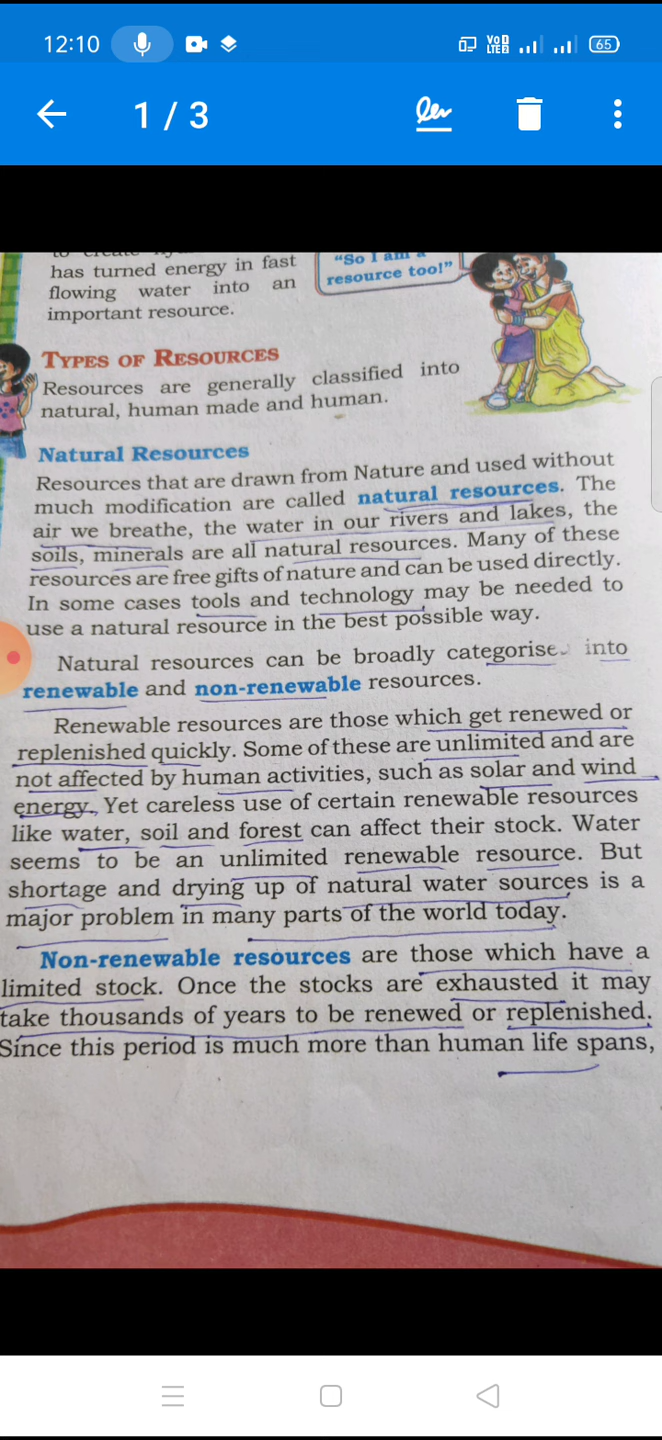 12:10
Vo)) LTE 2
65
1 / 3
has turned energy in fast
flowing water into an
important resource.
"So I am a
resource too!"
TYPES OF RESOURCES
Resources are generally classified into
natural, human made and human.
Natural Resources
Resources that are drawn from Nature and used without
much modification are called natural resources. The
air we breathe, the water in our rivers and lakes, the
soils, minerals are all natural resources. Many of these
resources are free gifts of nature and can be used directly.
In some cases tools and technology may be needed to
use a natural resource in the best possible way.
Natural resources can be broadly categorise into
renewable and non-renewable resources.
Renewable resources are those which get renewed or
replenished quickly. Some of these are unlimited and are
not affected by human activities, such as solar and wind
energy. Yet careless use of certain renewable resources
like water, soil and forest can affect their stock. Water
seems to be an unlimited renewable resource. But
shortage and drying up of natural water sources is a
major problem in many parts of the world today.
Non-renewable resources are those which have a
limited stock. Once the stocks are exhausted it may
take thousands of years to be renewed or replenished.
Since this period is much more than human life spans,